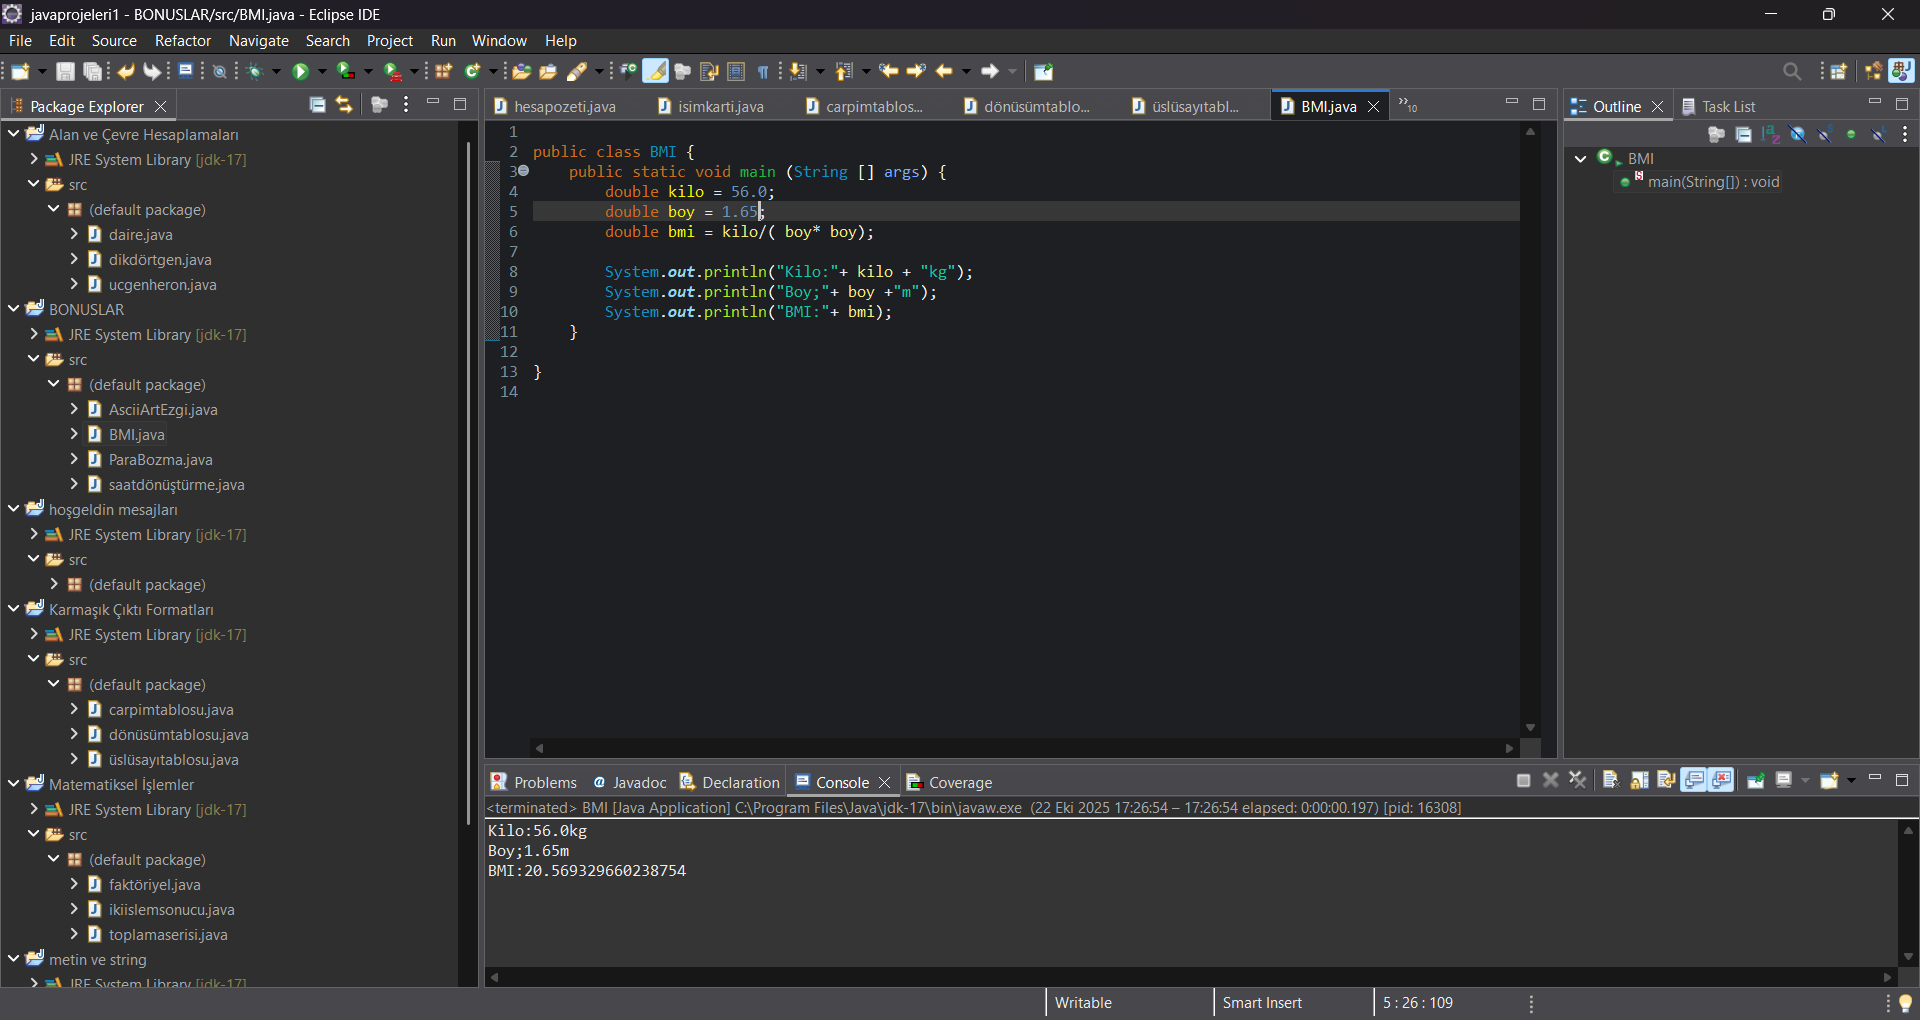 javaprojeleri1 - BONUSLAR/src/BMI.java - Eclipse IDE
File Edit Source Refactor Navigate Search Project Run Window Help
Package Explorer
Alan ve Çevre Hesaplamaları
JRE System Library [jdk-17]
src
(default package)
daire.java
dikdörtgen.java
ucgenheron.java
BONUSLAR
JRE System Library [jdk-17]
src
(default package)
AsciiArtEzgi.java
BMI.java
ParaBozma.java
saatdönüştürme.java
hoşgeldin mesajları
JRE System Library [jdk-17]
src
(default package)
Karmaşık Çıktı Formatları
JRE System Library [jdk-17]
src
(default package)
carpimtablosu.java
dönüsümtablosu.java
üslüsayıtablosu.java
Matematiksel İşlemler
JRE System Library [jdk-17]
src
(default package)
faktöriyel.java
ikiislemsonucu.java
toplamaserisi.java
metin ve string
JRE System Library [jdk-17]
hesapozeti.java isimkarti.java carpimtablos... dönüsümtablo... üslüsayıtabl... BMI.java »10
1
2 public class BMI {
3 public static void main (String [] args) {
4 double kilo = 56.0;
5 double boy = 1.65;
6 double bmi = kilo/( boy* boy);
7
8 System.out.println("Kilo:"+ kilo + "kg");
9 System.out.println("Boy;"+ boy +"m");
10 System.out.println("BMI:"+ bmi);
11 }
12
13 }
14
Outline Task List
BMI
main(String[]) : void
Problems Javadoc Declaration Console Coverage
<terminated> BMI [Java Application] C:\Program Files\Java\jdk-17\bin\javaw.exe (22 Eki 2025 17:26:54 – 17:26:54 elapsed: 0:00:00.197) [pid: 16308]
Kilo:56.0kg
Boy;1.65m
BMI:20.569329660238754
Writable Smart Insert 5 : 26 : 109